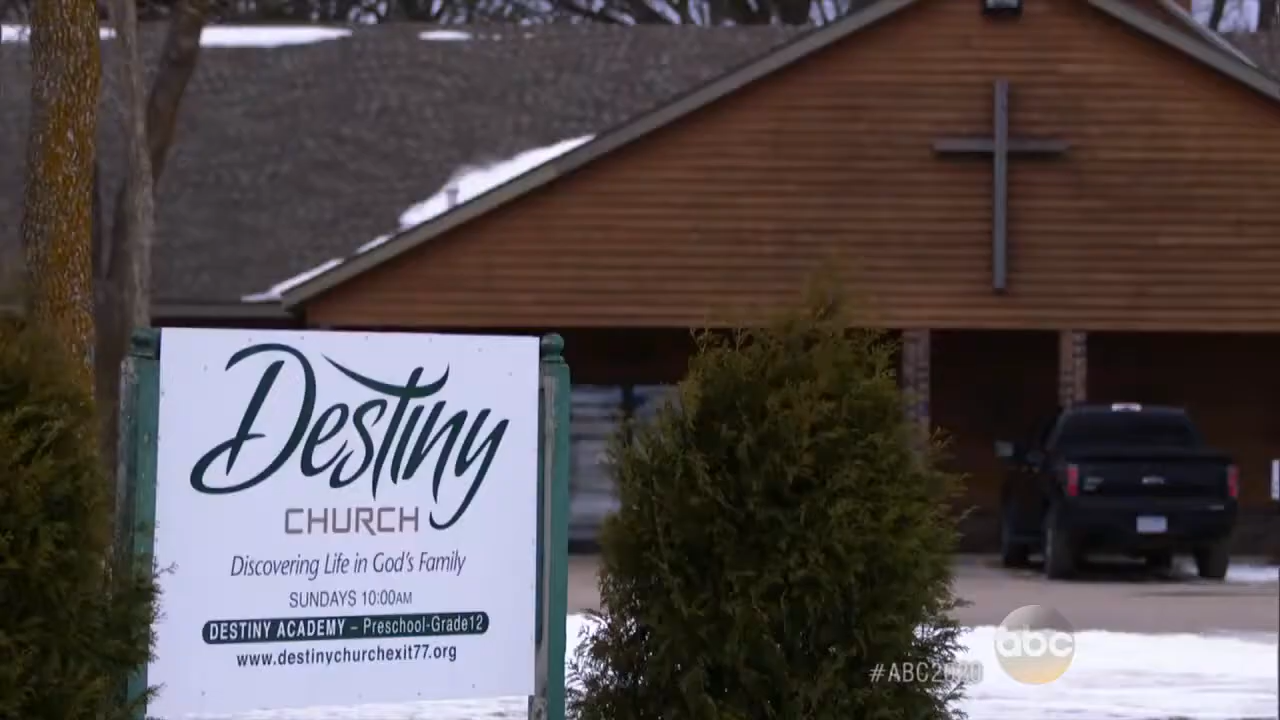 Destiny
CHURCH
Discovering Life in God's Family
SUNDAYS 10:00AM
DESTINY ACADEMY – Preschool-Grade12
www.destinychurchexit77.org
abc
#ABC2020